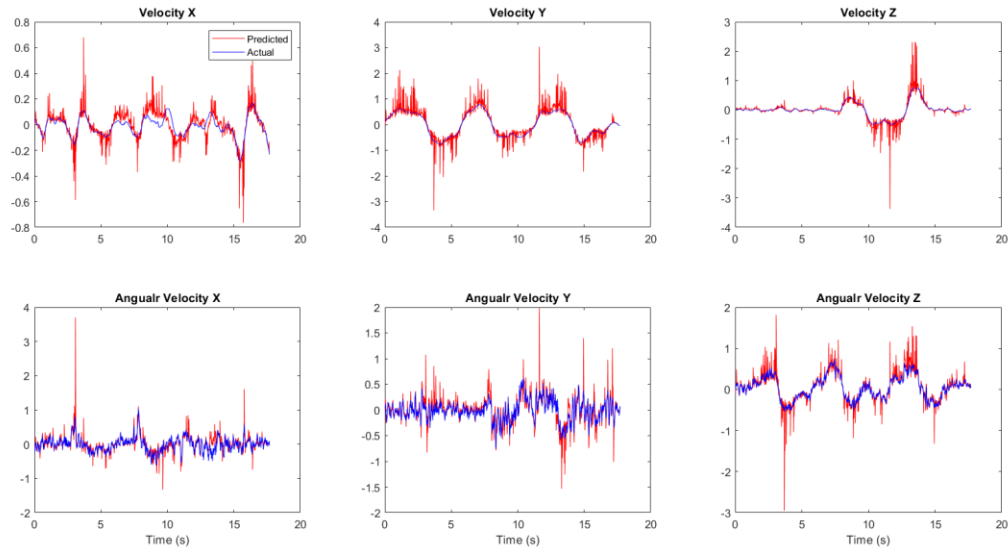 Velocity X
Velocity Y
Velocity Z
0.8
0.6
0.4
0.2
0
-0.2
-0.4
-0.6
-0.8
0 5 10 15 20
Predicted
Actual
4
3
2
1
0
-1
-2
-3
-4
0 5 10 15 20
3
2
1
0
-1
-2
-3
-4
0 5 10 15 20
Angualr Velocity X
Angualr Velocity Y
Angualr Velocity Z
4
3
2
1
0
-1
-2
0 5 10 15 20
Time (s)
2
1.5
1
0.5
0
-0.5
-1
-1.5
-2
0 5 10 15 20
Time (s)
2
1
0
-1
-2
-3
0 5 10 15 20
Time (s)